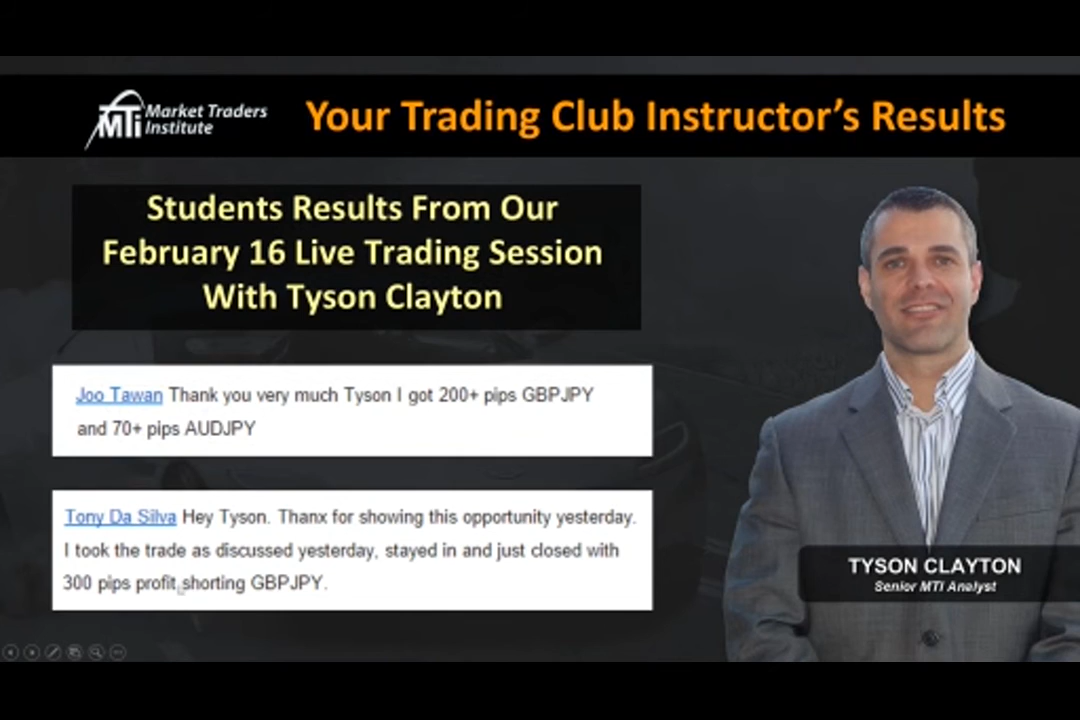 MTI Market Traders
Institute
Your Trading Club Instructor's Results
Students Results From Our
February 16 Live Trading Session
With Tyson Clayton
Joo Tawan Thank you very much Tyson I got 200+ pips GBPJPY
and 70+ pips AUDJPY
Tony Da Silva Hey Tyson. Thanx for showing this opportunity yesterday.
I took the trade as discussed yesterday, stayed in and just closed with
300 pips profit shorting GBPJPY.
TYSON CLAYTON
Senior MTI Analyst